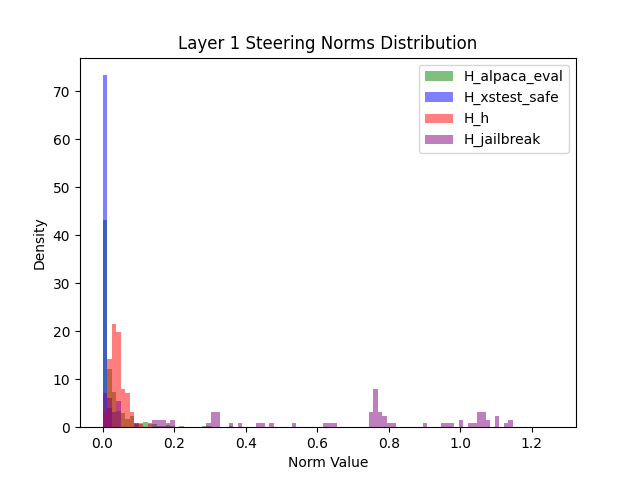 Layer 1 Steering Norms Distribution
H_alpaca_eval
H_xstest_safe
H_h
H_jailbreak
Density
70
60
50
40
30
20
10
0
0.0 0.2 0.4 0.6 0.8 1.0 1.2
Norm Value